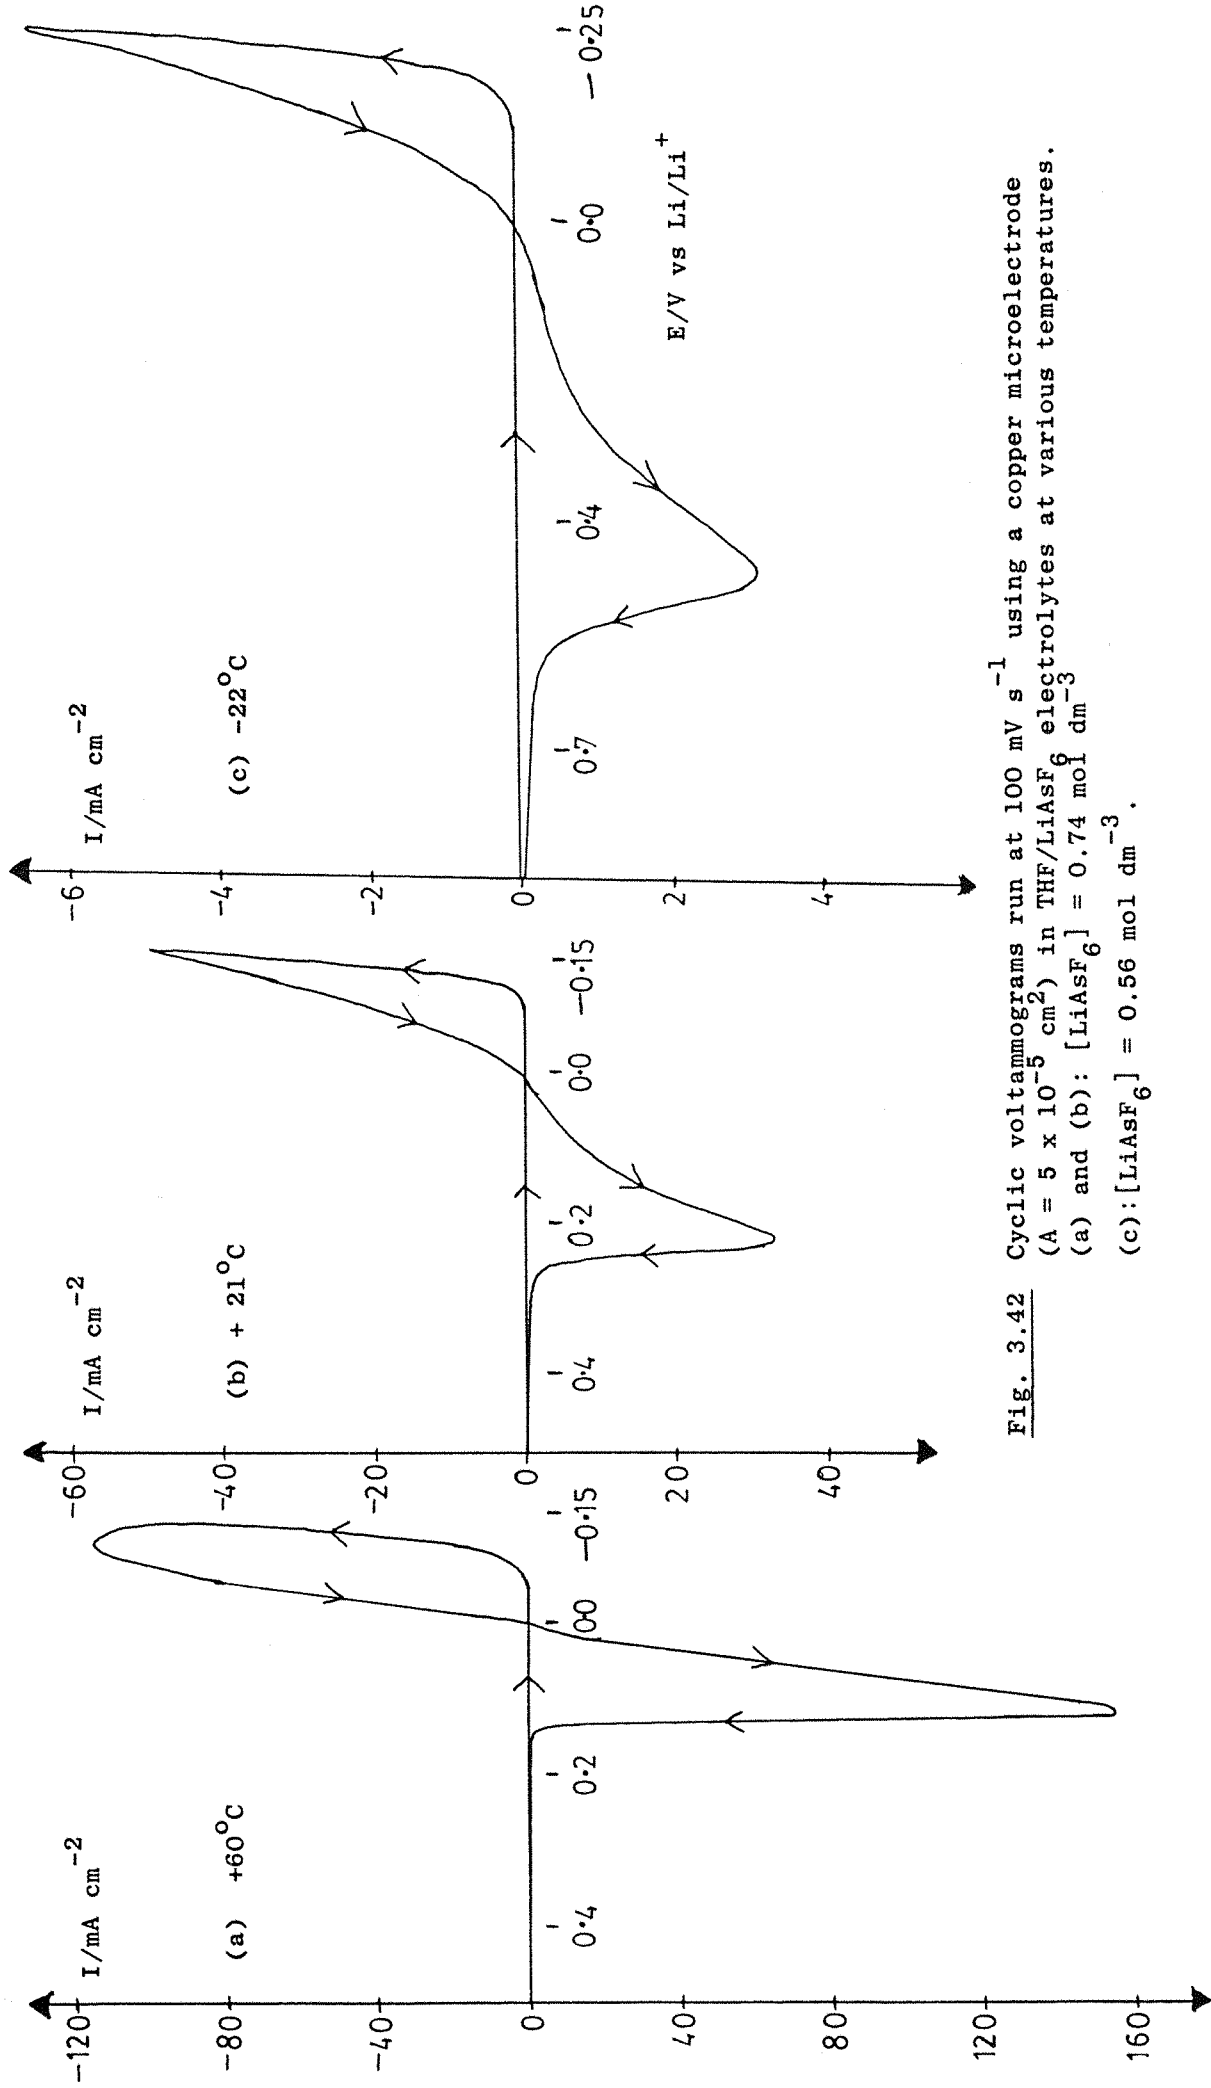 I/mA cm⁻²
(a) +60°C
-120
-80
-40
0
40
80
120
160
0·4
0·2
0·0
-0·15
I/mA cm⁻²
(b) + 21°C
-60
-40
-20
0
20
40
0·4
0·2
0·0
-0·15
I/mA cm⁻²
(c) -22°C
-6
-4
-2
0
2
4
0·7
0·4
0·0
-0·25
E/V vs Li/Li⁺
Fig. 3.42 Cyclic voltammograms run at 100 mV s⁻¹ using a copper microelectrode
(A = 5 x 10⁻⁵ cm²) in THF/LiAsF₆ electrolytes at various temperatures.
(a) and (b): [LiAsF₆] = 0.74 mol dm⁻³
(c):[LiAsF₆] = 0.56 mol dm⁻³.